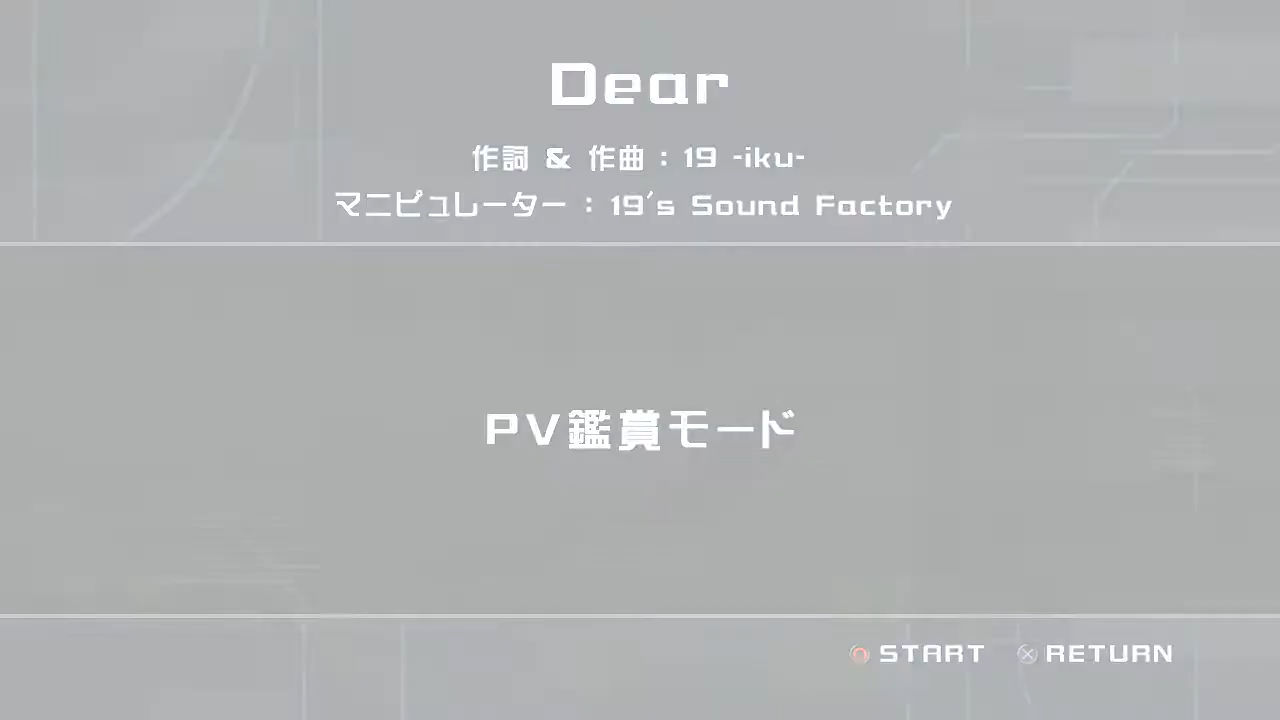 Dear
作詞 & 作曲 : 19 -iku-
マニピュレーター : 19's Sound Factory
PV鑑賞モード
START RETURN